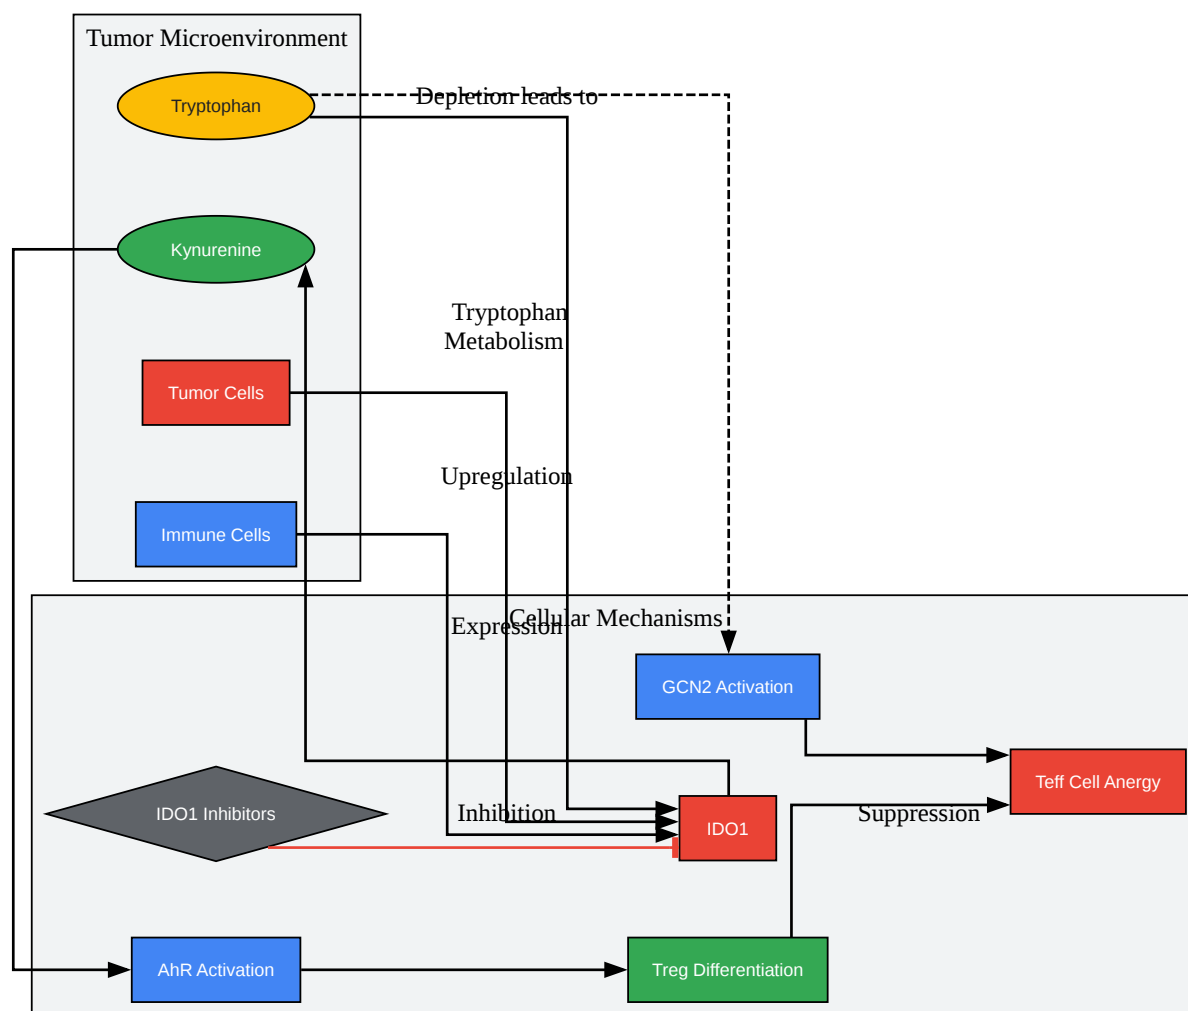 Tumor Microenvironment
Tryptophan
Depletion leads to
Kynurenine
Tryptophan
Metabolism
Tumor Cells
Upregulation
Immune Cells
Cellular Mechanisms
Expression
GCN2 Activation
Teff Cell Anergy
IDO1 Inhibitors
Inhibition
IDO1
Suppression
AhR Activation
Treg Differentiation